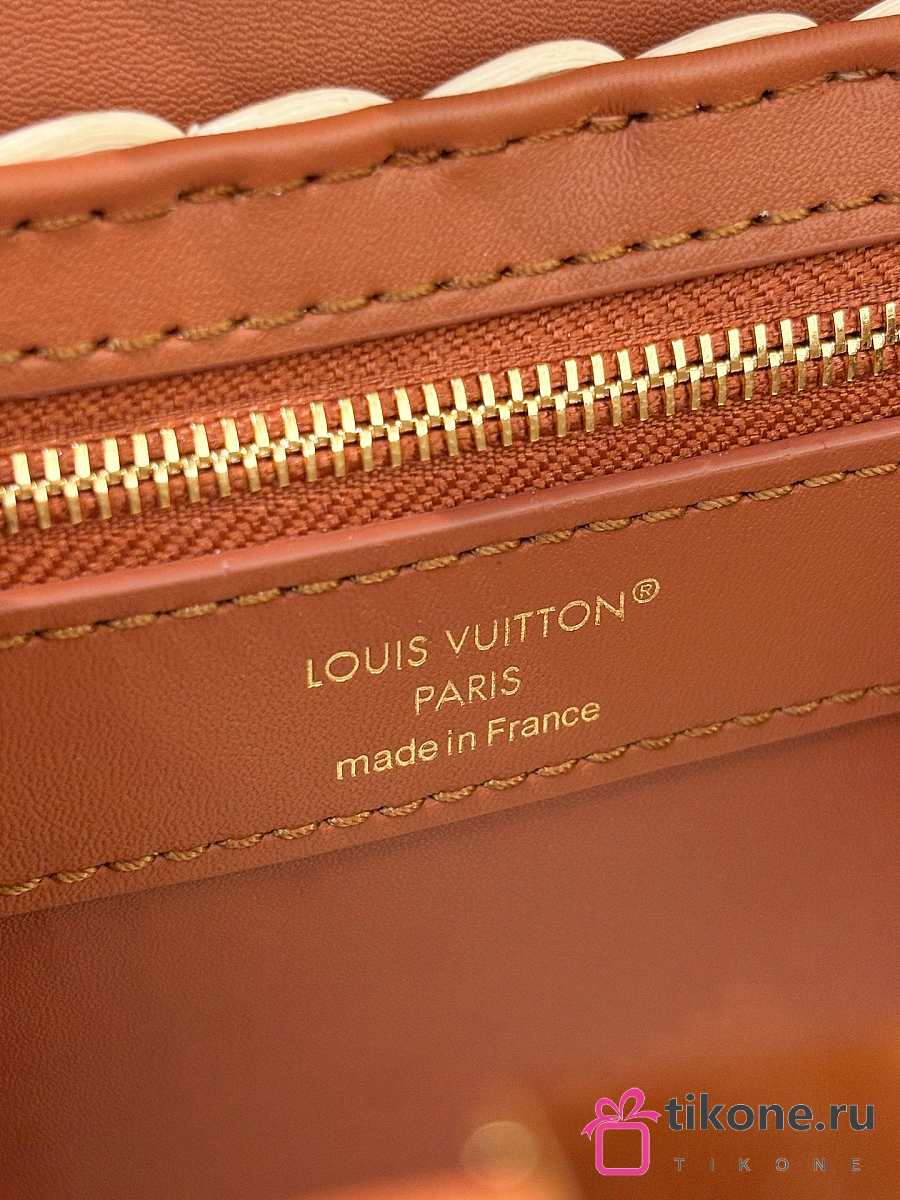 LOUIS VUITTON®
PARIS
made in France
tikone.ru
TIKONE